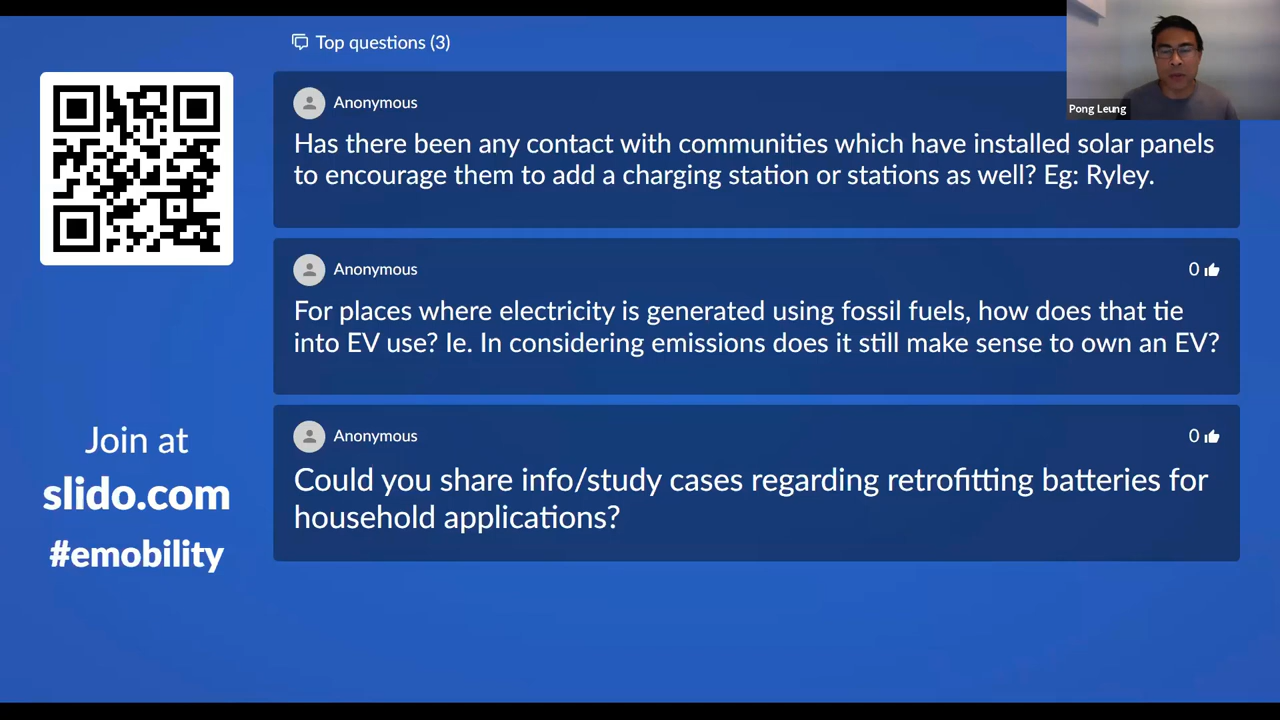 Top questions (3)
Anonymous
Has there been any contact with communities which have installed solar panels
to encourage them to add a charging station or stations as well? Eg: Ryley.
Anonymous
0
For places where electricity is generated using fossil fuels, how does that tie
into EV use? Ie. In considering emissions does it still make sense to own an EV?
Anonymous
0
Could you share info/study cases regarding retrofitting batteries for
household applications?
Join at
slido.com
#emobility
Pong Leung